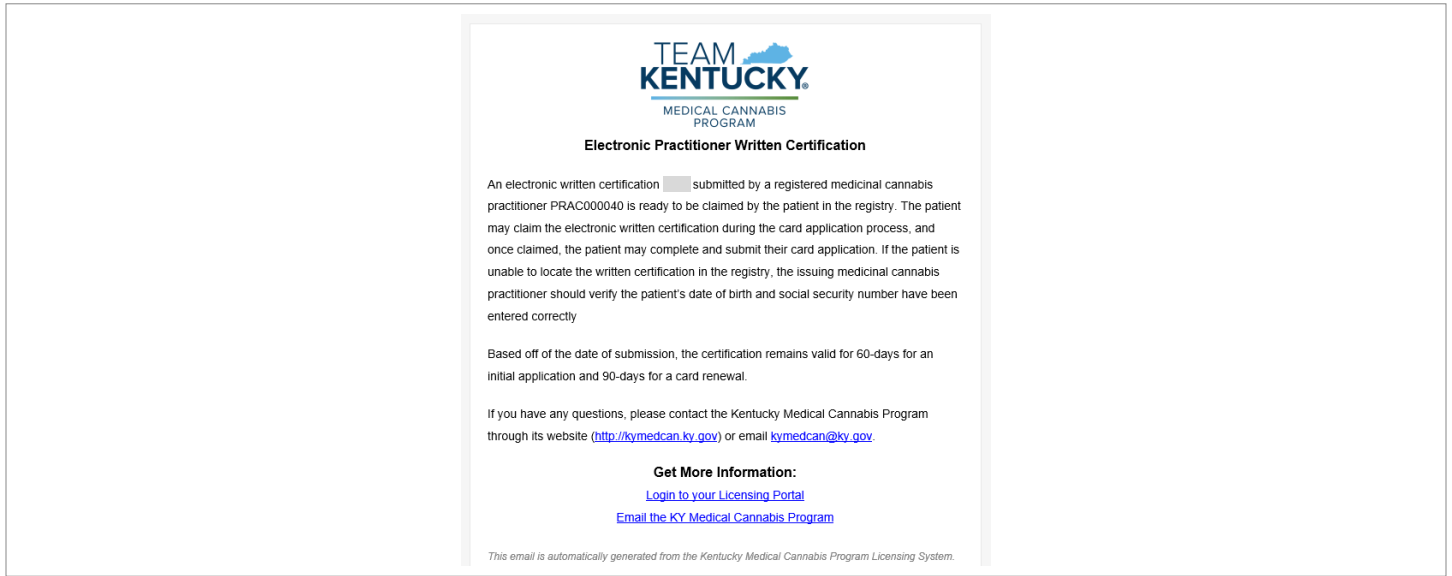 TEAM
KENTUCKY®
MEDICAL CANNABIS
PROGRAM
Electronic Practitioner Written Certification
An electronic written certification submitted by a registered medicinal cannabis
practitioner PRAC000040 is ready to be claimed by the patient in the registry. The patient
may claim the electronic written certification during the card application process, and
once claimed, the patient may complete and submit their card application. If the patient is
unable to locate the written certification in the registry, the issuing medicinal cannabis
practitioner should verify the patient's date of birth and social security number have been
entered correctly
Based off of the date of submission, the certification remains valid for 60-days for an
initial application and 90-days for a card renewal.
If you have any questions, please contact the Kentucky Medical Cannabis Program
through its website (http://kymedcan.ky.gov) or email kymedcan@ky.gov.
Get More Information:
Login to your Licensing Portal
Email the KY Medical Cannabis Program
This email is automatically generated from the Kentucky Medical Cannabis Program Licensing System.